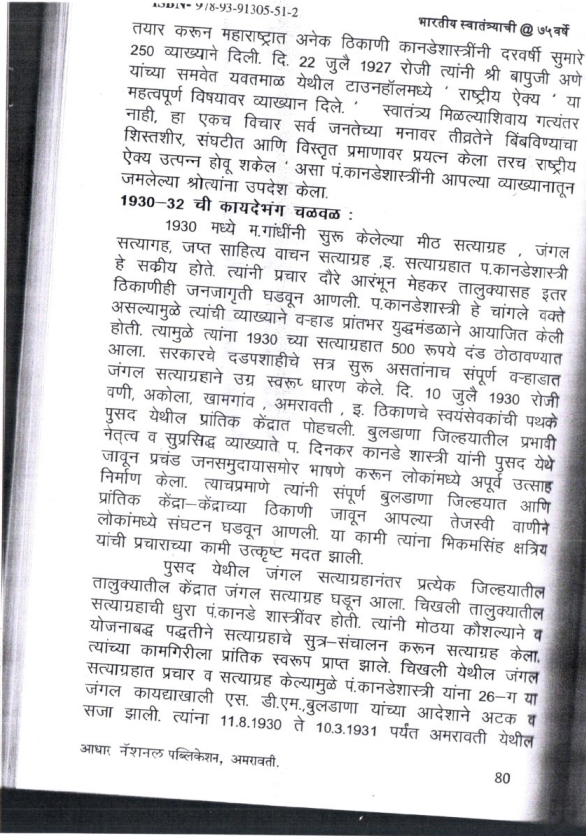 ISBN- 978-93-91305-51-2
भारतीय स्वातंत्र्याची @ ७५ वर्षे
तयार करून महाराष्ट्रात अनेक ठिकाणी कानडेशास्त्रींनी दरवर्षी सुमारे
250 व्याख्याने दिली. दि. 22 जुलै 1927 रोजी त्यांनी श्री बापुजी अणे
यांच्या समवेत यवतमाळ येथील टाउनहॉलमध्ये ' राष्ट्रीय ऐक्य ' या
महत्वपूर्ण विषयावर व्याख्यान दिले. ' स्वातंत्र्य मिळल्याशिवाय गत्यंतर
नाही, हा एकच विचार सर्व जनतेच्या मनावर तीव्रतेने बिंबविण्याचा
शिस्तशीर, संघटीत आणि विस्तृत प्रमाणावर प्रयत्न केला तरच राष्ट्रीय
ऐक्य उत्पन्न होवू शकेल ' असा पं.कानडेशास्त्रींनी आपल्या व्याख्यानातून
जमलेल्या श्रोत्यांना उपदेश केला.
1930-32 ची कायदेभंग चळवळ :
1930 मध्ये म.गांधींनी सुरू केलेल्या मीठ सत्याग्रह , जंगल
सत्यागह, जप्त साहित्य वाचन सत्याग्रह ,इ. सत्याग्रहात प.कानडेशास्त्री
हे सकीय होते. त्यांनी प्रचार दौरे आरंभून मेहकर तालुक्यासह इतर
ठिकाणीही जनजागृती घडवून आणली. प.कानडेशास्त्री हे चांगले वक्ते
असल्यामुळे त्यांची व्याख्याने वऱ्हाड प्रांतभर युद्धमंडळाने आयाजित केली
होती. त्यामुळे त्यांना 1930 च्या सत्याग्रहात 500 रूपये दंड ठोठावण्यात
आला. सरकारचे दडपशाहीचे सत्र सुरू असतांनाच संपूर्ण वऱ्हाडात
जंगल सत्याग्रहाने उग्र स्वरूप धारण केले. दि. 10 जुलै 1930 रोजी
वणी, अकोला, खामगांव , अमरावती , इ. ठिकाणचे स्वयंसेवकांची पथके
पुसद येथील प्रांतिक केंद्रात पोहचली. बुलडाणा जिल्हयातील प्रभावी
नेतृत्व व सुप्रसिद्ध व्याख्याते प. दिनकर कानडे शास्त्री यांनी पुसद येथे
जावून प्रचंड जनसमुदायासमोर भाषणे करून लोकांमध्ये अपूर्व उत्साह
निर्माण केला. त्याचप्रमाणे त्यांनी संपूर्ण बुलडाणा जिल्हयात आणि
प्रांतिक केंद्रा-केंद्राच्या ठिकाणी जावून आपल्या तेजस्वी वाणीने
लोकांमध्ये संघटन घडवून आणली. या कामी त्यांना भिकमसिंह क्षत्रिय
यांची प्रचाराच्या कामी उत्कृष्ट मदत झाली.
पुसद येथील जंगल सत्याग्रहानंतर प्रत्येक जिल्हयातील
तालुक्यातील केंद्रात जंगल सत्याग्रह घडून आला. चिखली तालुक्यातील
सत्याग्रहाची धुरा पं.कानडे शास्त्रींवर होती. त्यांनी मोठया कौशल्याने व
योजनाबद्ध पद्धतीने सत्याग्रहाचे सुत्र-संचालन करून सत्याग्रह केला.
त्यांच्या कामगिरीला प्रांतिक स्वरूप प्राप्त झाले. चिखली येथील जंगल
सत्याग्रहात प्रचार व सत्याग्रह केल्यामुळे पं.कानडेशास्त्री यांना 26-ग या
जंगल कायद्याखाली एस. डी.एम.,बुलडाणा यांच्या आदेशाने अटक व
सजा झाली. त्यांना 11.8.1930 ते 10.3.1931 पर्यंत अमरावती येथील
आधार नॅशनल पब्लिकेशन, अमरावती.
80